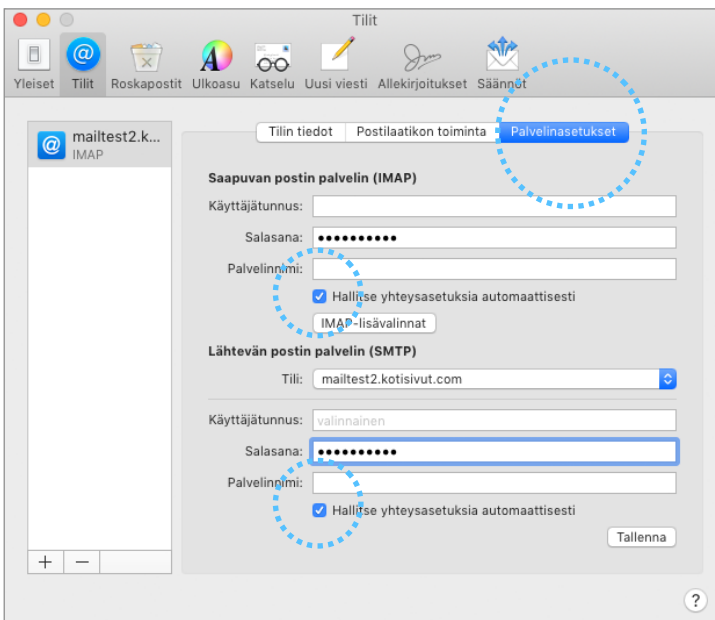 Tilit
Yleiset Tilit Roskapostit Ulkoasu Katselu Uusi viesti Allekirjoitukset Säännöt
mailtest2.k...
IMAP
Tilin tiedot Postilaatikon toiminta Palvelinasetukset
Saapuvan postin palvelin (IMAP)
Käyttäjätunnus:
Salasana: ••••••••••
Palvelinnimi:
Hallitse yhteysasetuksia automaattisesti
IMAP-lisävalinnat
Lähtevän postin palvelin (SMTP)
Tili: mailtest2.kotisivut.com
Käyttäjätunnus: valinnainen
Salasana: ••••••••••
Palvelinnimi:
Hallitse yhteysasetuksia automaattisesti
Tallenna
+ −
?